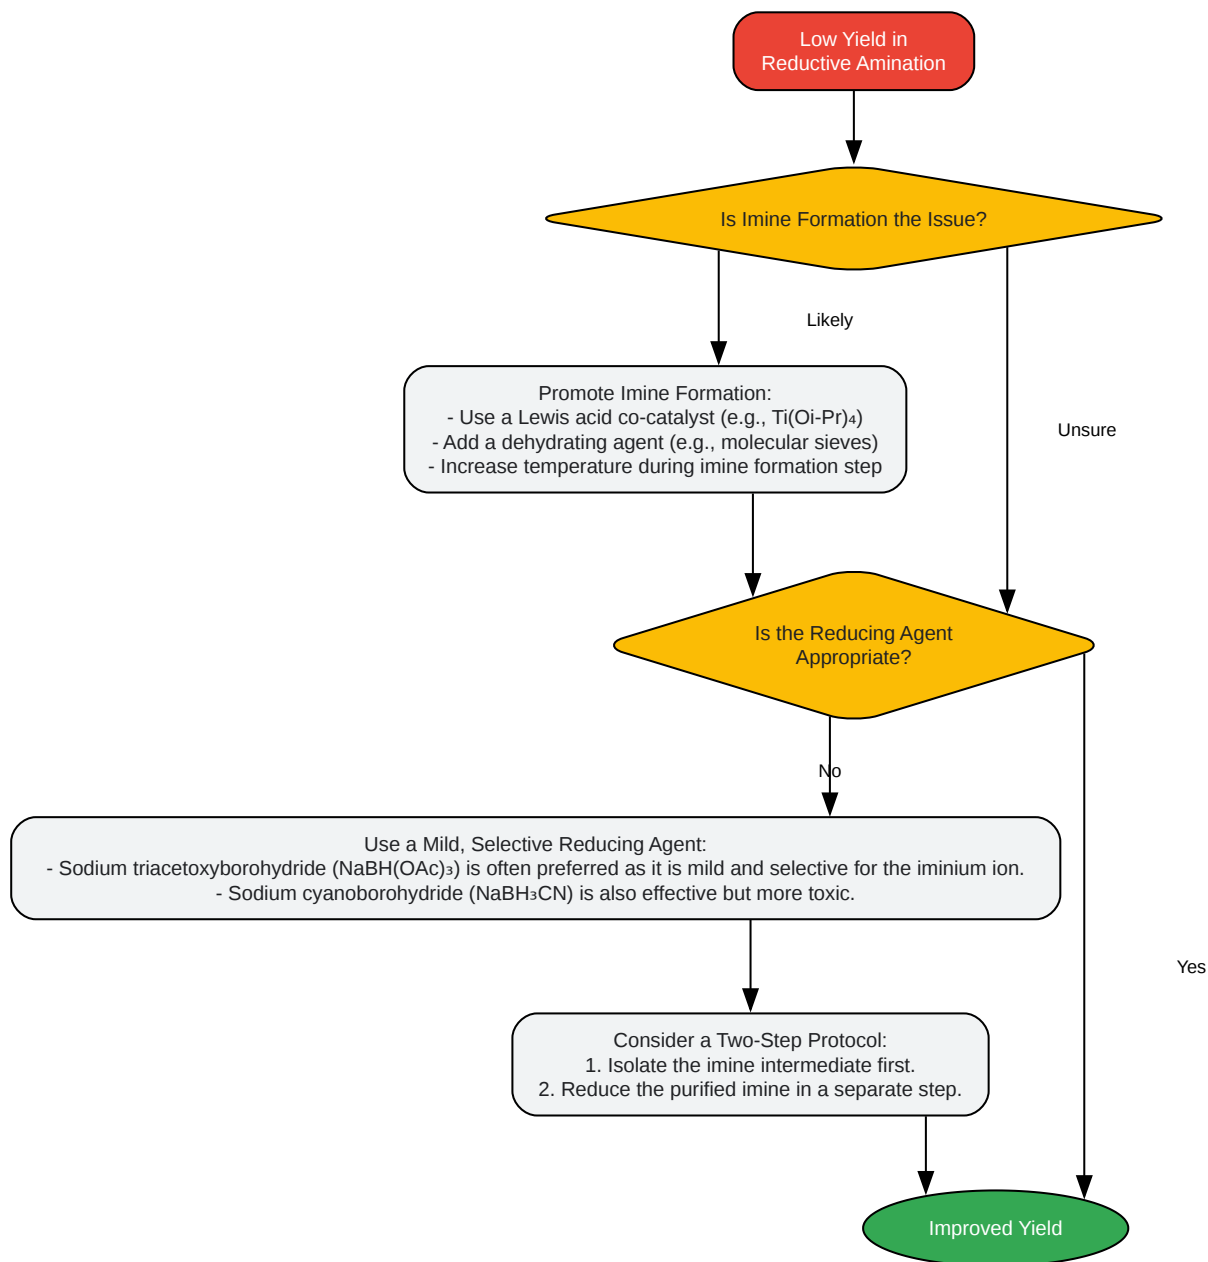 Low Yield in
Reductive Amination
Is Imine Formation the Issue?
Likely
Promote Imine Formation:
- Use a Lewis acid co-catalyst (e.g., Ti(Oi-Pr)₄)
- Add a dehydrating agent (e.g., molecular sieves)
- Increase temperature during imine formation step
Unsure
Is the Reducing Agent
Appropriate?
No
Use a Mild, Selective Reducing Agent:
- Sodium triacetoxyborohydride (NaBH(OAc)₃) is often preferred as it is mild and selective for the iminium ion.
- Sodium cyanoborohydride (NaBH₃CN) is also effective but more toxic.
Yes
Consider a Two-Step Protocol:
1. Isolate the imine intermediate first.
2. Reduce the purified imine in a separate step.
Improved Yield